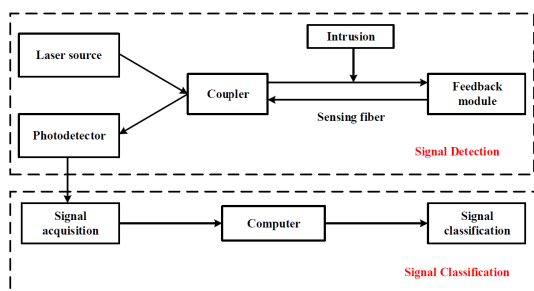 Intrusion
Laser source
Coupler
Feedback
module
Sensing fiber
Photodetector
Signal Detection
Signal
acquisition
Computer
Signal
classification
Signal Classification